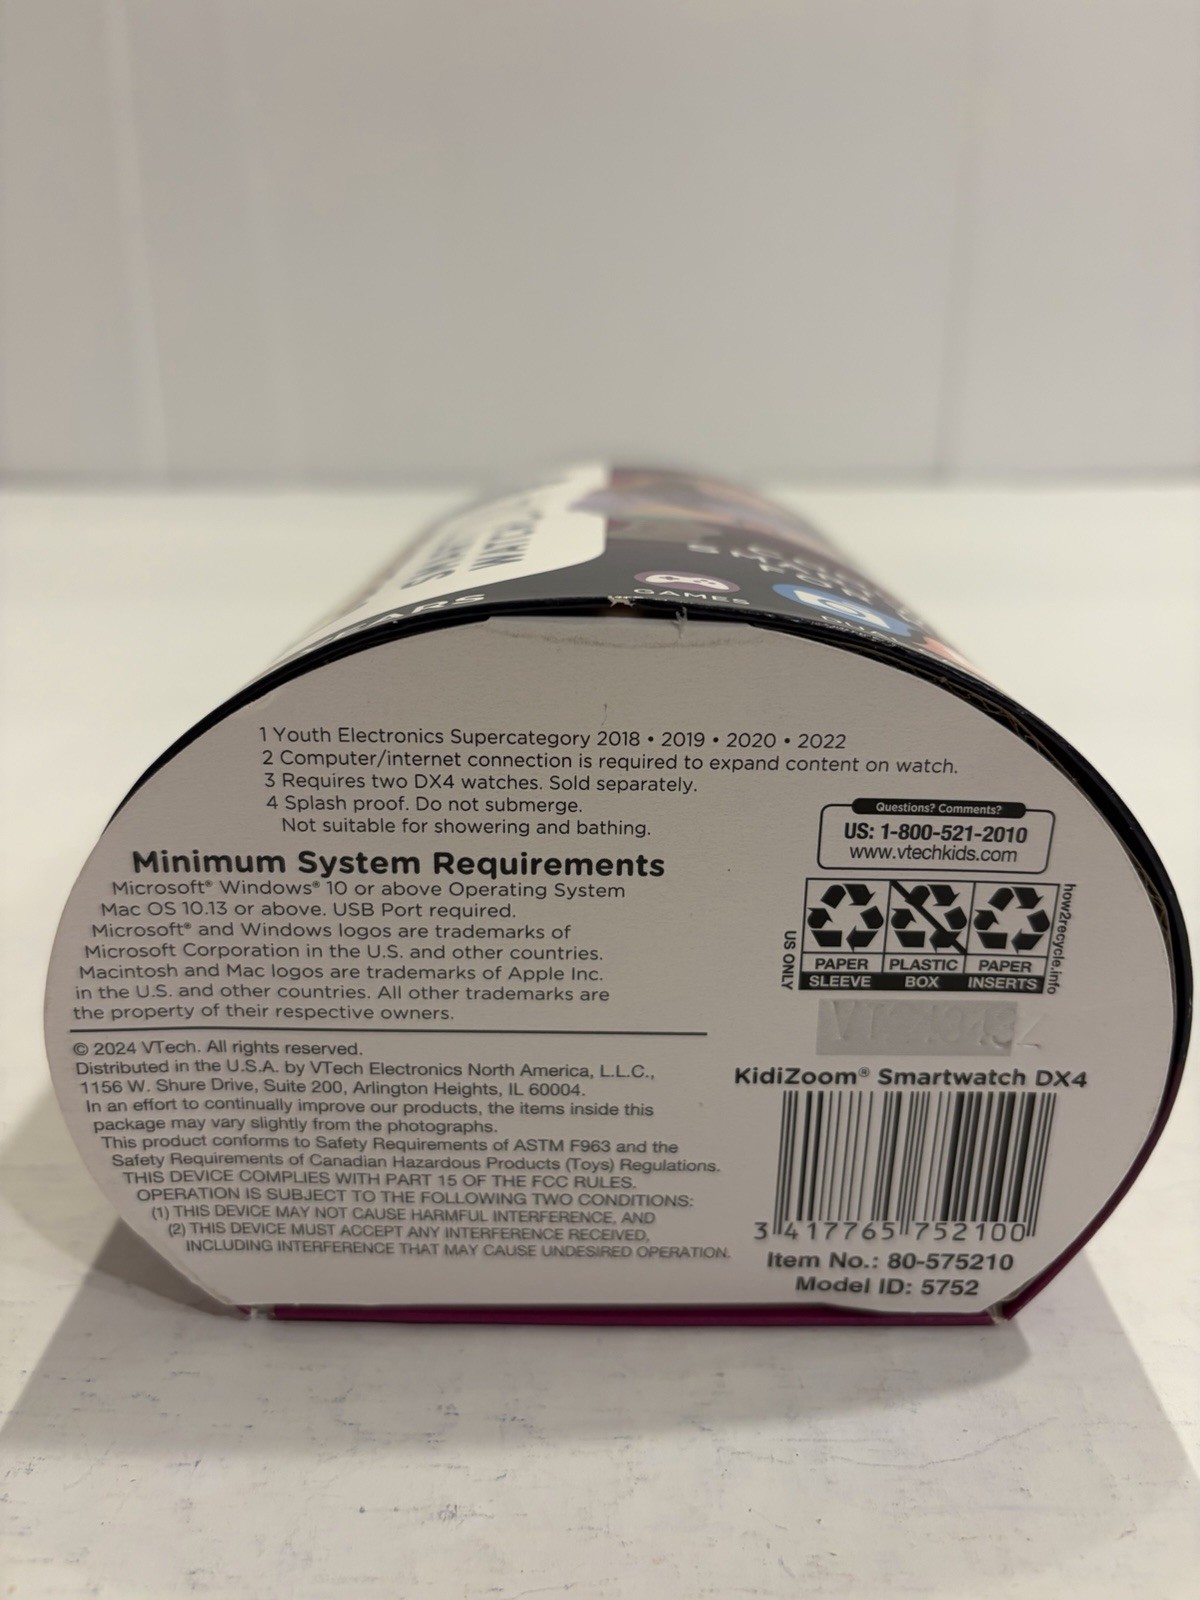 WATCH
GAMES
DUAL
1 Youth Electronics Supercategory 2018 • 2019 • 2020 • 2022
2 Computer/internet connection is required to expand content on watch.
3 Requires two DX4 watches. Sold separately.
4 Splash proof. Do not submerge.
Not suitable for showering and bathing.
Minimum System Requirements
Microsoft® Windows® 10 or above Operating System
Mac OS 10.13 or above. USB Port required.
Microsoft® and Windows logos are trademarks of
Microsoft Corporation in the U.S. and other countries.
Macintosh and Mac logos are trademarks of Apple Inc.
in the U.S. and other countries. All other trademarks are
the property of their respective owners.
© 2024 VTech. All rights reserved.
Distributed in the U.S.A. by VTech Electronics North America, L.L.C.,
1156 W. Shure Drive, Suite 200, Arlington Heights, IL 60004.
In an effort to continually improve our products, the items inside this
package may vary slightly from the photographs.
This product conforms to Safety Requirements of ASTM F963 and the
Safety Requirements of Canadian Hazardous Products (Toys) Regulations.
THIS DEVICE COMPLIES WITH PART 15 OF THE FCC RULES.
OPERATION IS SUBJECT TO THE FOLLOWING TWO CONDITIONS:
(1) THIS DEVICE MAY NOT CAUSE HARMFUL INTERFERENCE, AND
(2) THIS DEVICE MUST ACCEPT ANY INTERFERENCE RECEIVED,
INCLUDING INTERFERENCE THAT MAY CAUSE UNDESIRED OPERATION.
Questions? Comments?
US: 1-800-521-2010
www.vtechkids.com
US ONLY
PAPER PLASTIC PAPER
SLEEVE BOX INSERTS
how2recycle.info
KidiZoom® Smartwatch DX4
3 417765 752100
Item No.: 80-575210
Model ID: 5752